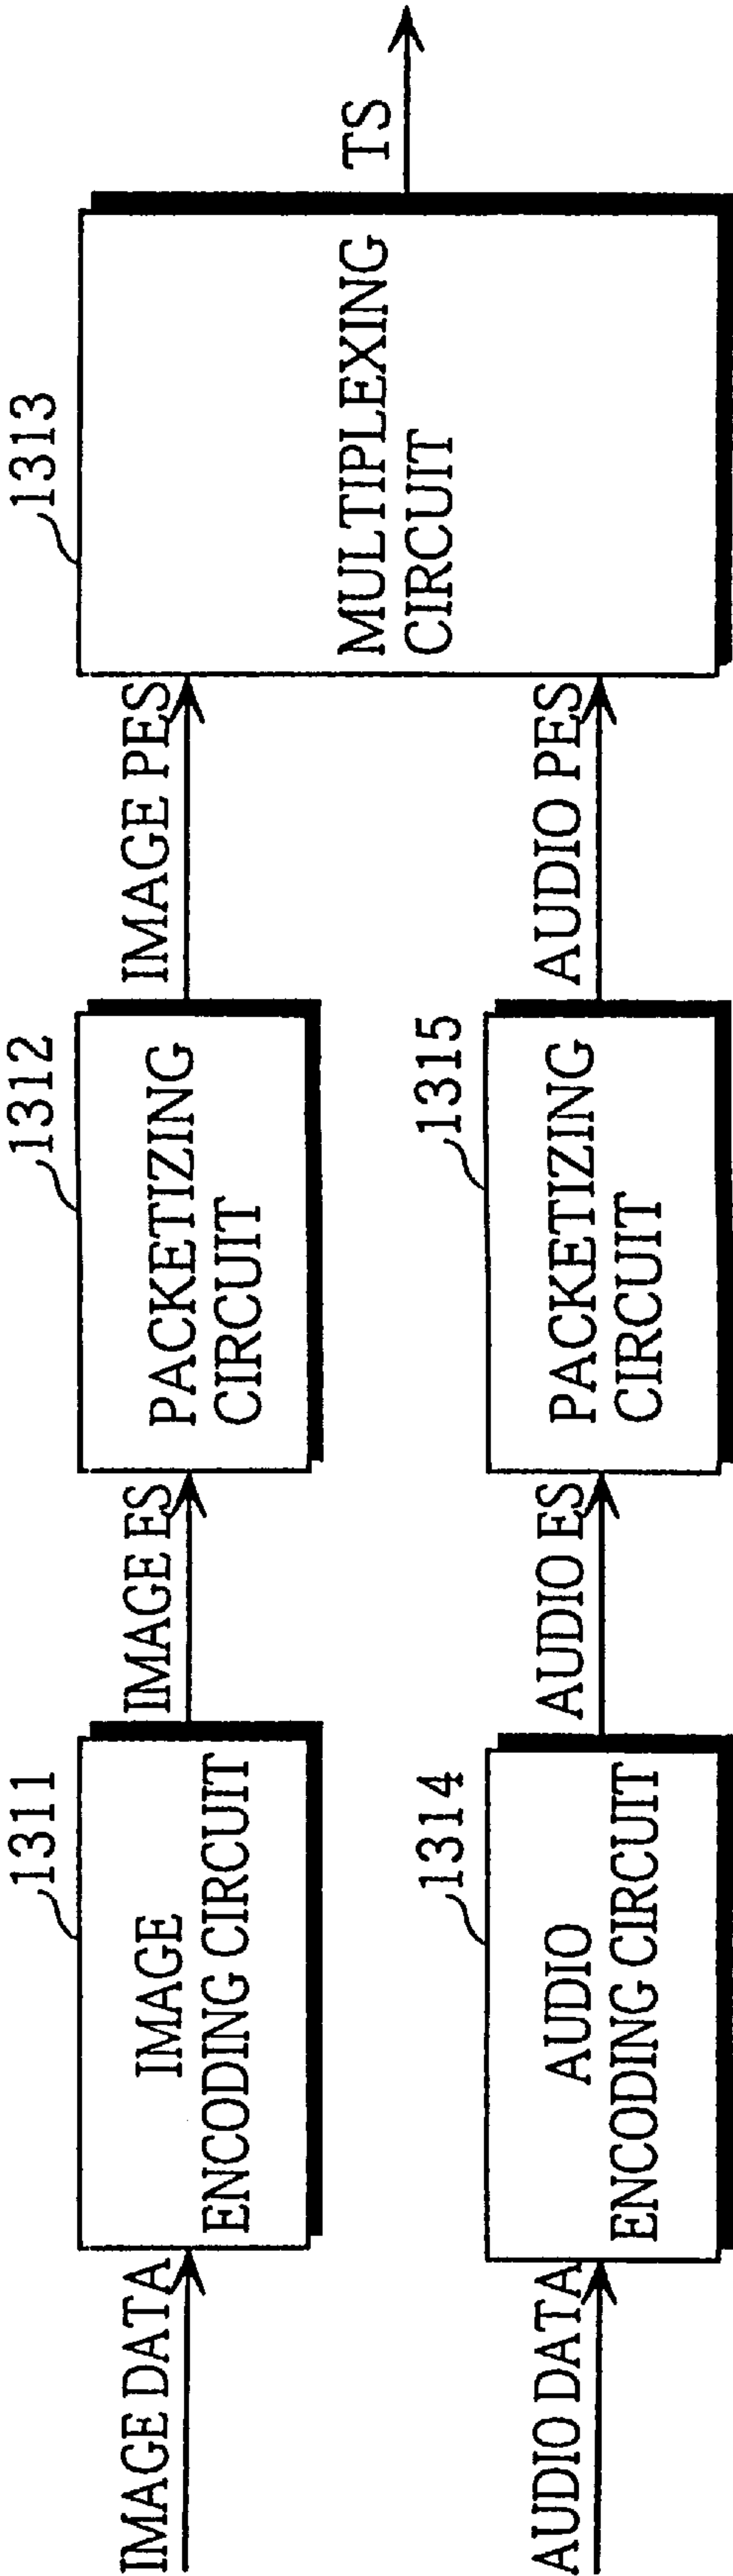 IMAGE DATA
1311
IMAGE
ENCODING CIRCUIT
IMAGE ES
1312
PACKETIZING
CIRCUIT
IMAGE PES
1313
MULTIPLEXING
CIRCUIT
TS
AUDIO DATA
1314
AUDIO
ENCODING CIRCUIT
AUDIO ES
1315
PACKETIZING
CIRCUIT
AUDIO PES